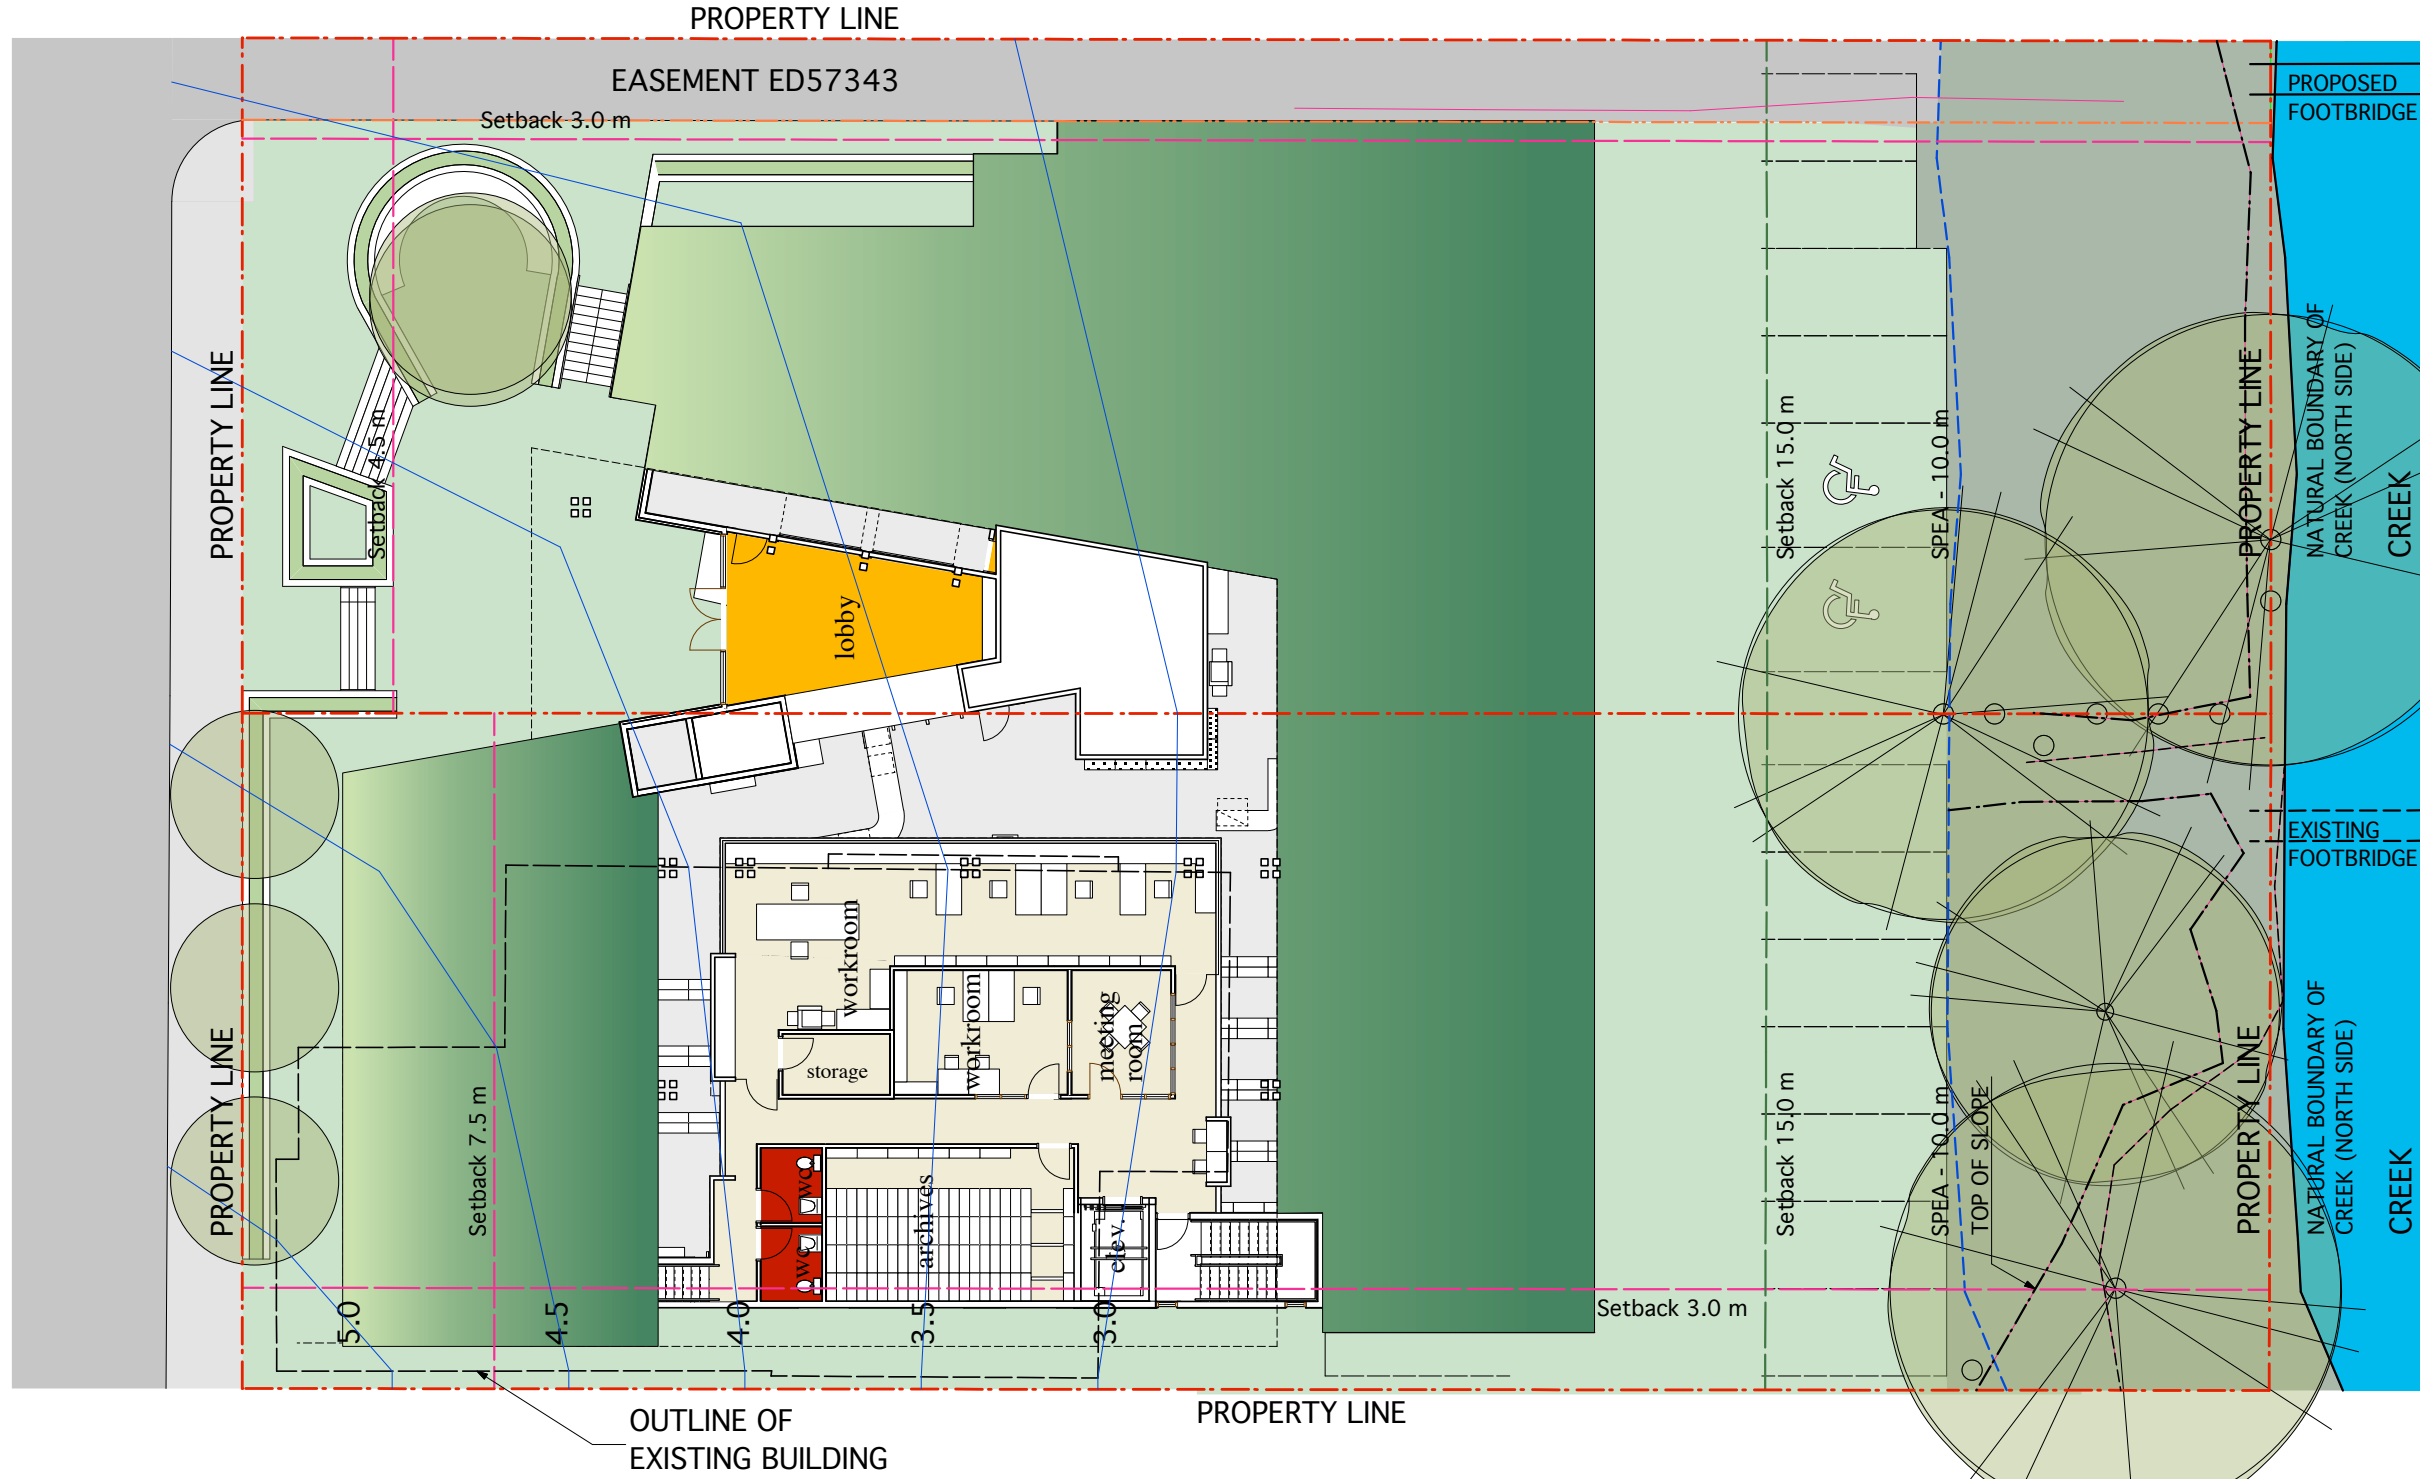 PROPERTY LINE
EASEMENT ED57343
Setback 3.0 m
PROPOSED
FOOTBRIDGE
PROPERTY LINE
Setback 4.5 m
lobby
Setback 15.0 m
SPEA - 10.0 m
PROPERTY LINE
NATURAL BOUNDARY OF
CREEK (NORTH SIDE)
CREEK
EXISTING
FOOTBRIDGE
workroom
workroom
meeting
room
storage
PROPERTY LINE
Setback 7.5 m
wc
wc
archives
elev.
Setback 15.0 m
SPEA - 10.0 m
TOP OF SLOPE
PROPERTY LINE
NATURAL BOUNDARY OF
CREEK (NORTH SIDE)
CREEK
Setback 3.0 m
5.0
4.5
4.0
3.5
3.0
PROPERTY LINE
OUTLINE OF
EXISTING BUILDING